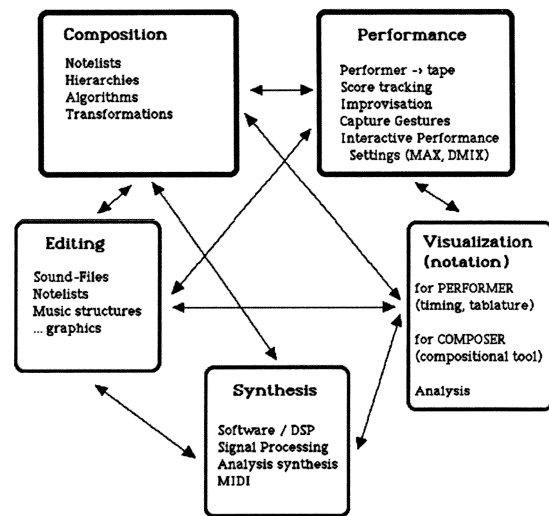 Composition
Notelists
Hierarchies
Algorithms
Transformations
Performance
Performer -> tape
Score tracking
Improvisation
Capture Gestures
Interactive Performance
Settings (MAX, DMIX)
Editing
Sound-Files
Notelists
Music structures
... graphics
Visualization
(notation)
for PERFORMER
(timing, tablature)
for COMPOSER
(compositional tool)
Analysis
Synthesis
Software / DSP
Signal Processing
Analysis synthesis
MIDI